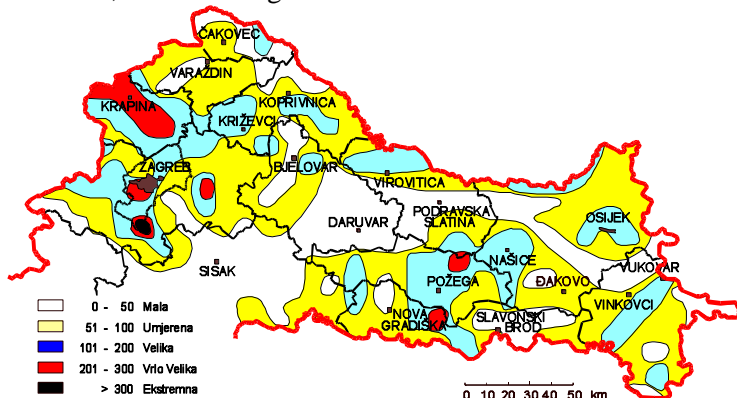 ČAKOVEC
VARAŽDIN
KRAPINA
KOPRIVNICA
KRIŽEVCI
ZAGREB
BJELOVAR
VIROVITICA
PODRAVSKA
SLATINA
DARUVAR
OSIJEK
SISAK
NAŠICE
VUKOVAR
POŽEGA
ĐAKOVO
VINKOVCI
NOVA
GRADIŠKA
SLAVONSKI
BROD
0 - 50 Mala
51 - 100 Umjerena
101 - 200 Velika
201 - 300 Vrlo Velika
> 300 Ekstremna
0 10 20 30 40 50 km